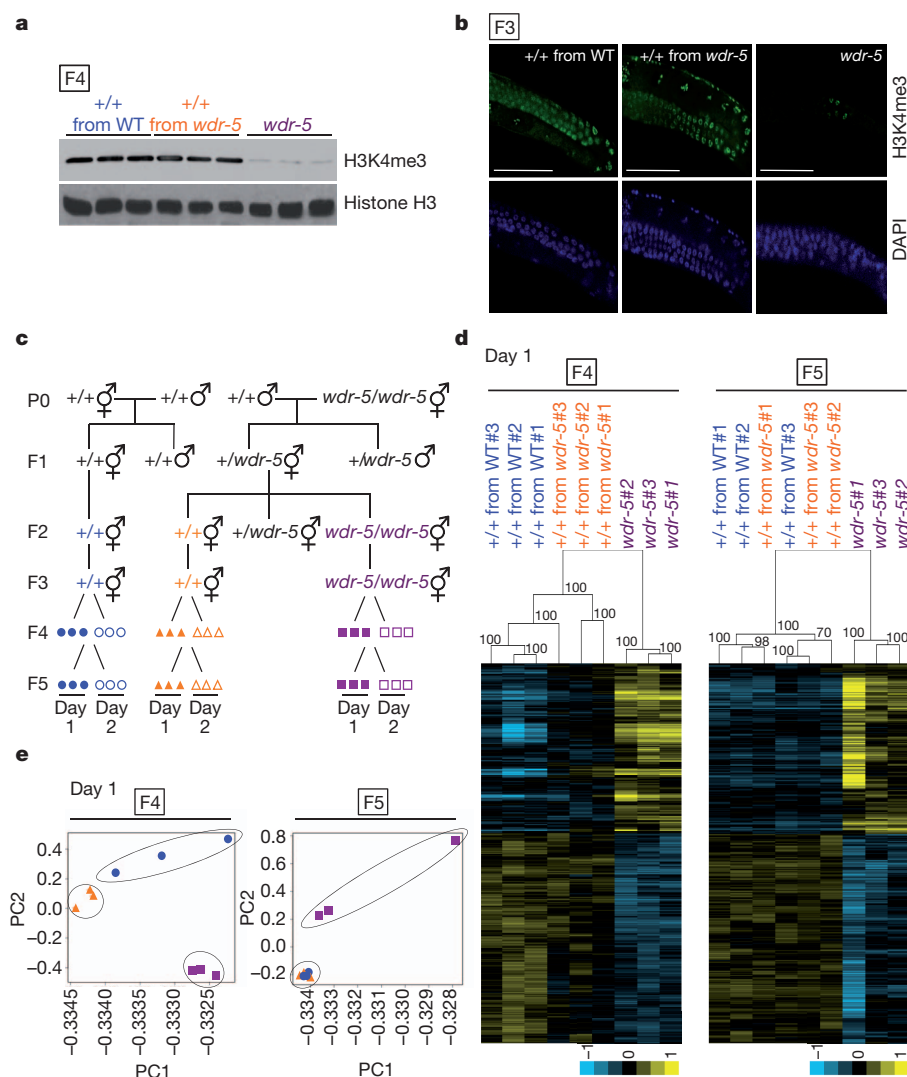 a
F4
+/+ from WT
+/+ from wdr-5
wdr-5
H3K4me3
Histone H3
b
F3
+/+ from WT
+/+ from wdr-5
wdr-5
H3K4me3
DAPI
c
P0
+/+⚥
+/+♂
+/+♂
wdr-5/wdr-5⚥
F1
+/+⚥
+/+♂
+/wdr-5⚥
+/wdr-5♂
F2
+/+⚥
+/+⚥
+/wdr-5⚥
wdr-5/wdr-5⚥
F3
+/+⚥
+/+⚥
wdr-5/wdr-5⚥
F4
F5
Day 1
Day 2
Day 1
Day 2
Day 1
Day 2
d
Day 1
F4
F5
+/+ from WT#3
+/+ from WT#2
+/+ from WT#1
+/+ from wdr-5#3
+/+ from wdr-5#2
+/+ from wdr-5#1
wdr-5#2
wdr-5#3
wdr-5#1
+/+ from WT#1
+/+ from WT#2
+/+ from wdr-5#1
+/+ from WT#3
+/+ from wdr-5#3
+/+ from wdr-5#2
wdr-5#1
wdr-5#3
wdr-5#2
100
100
100
100
100
100
100
100
100
98
100
70
100
100
−1
0
1
−1
0
1
e
Day 1
F4
F5
PC2
0.4
0.2
0.0
−0.2
−0.4
−0.3345
−0.3340
−0.3335
−0.3330
−0.3325
PC1
PC2
0.8
0.6
0.4
0.2
0.0
−0.2
−0.334
−0.333
−0.332
−0.331
−0.330
−0.329
−0.328
PC1